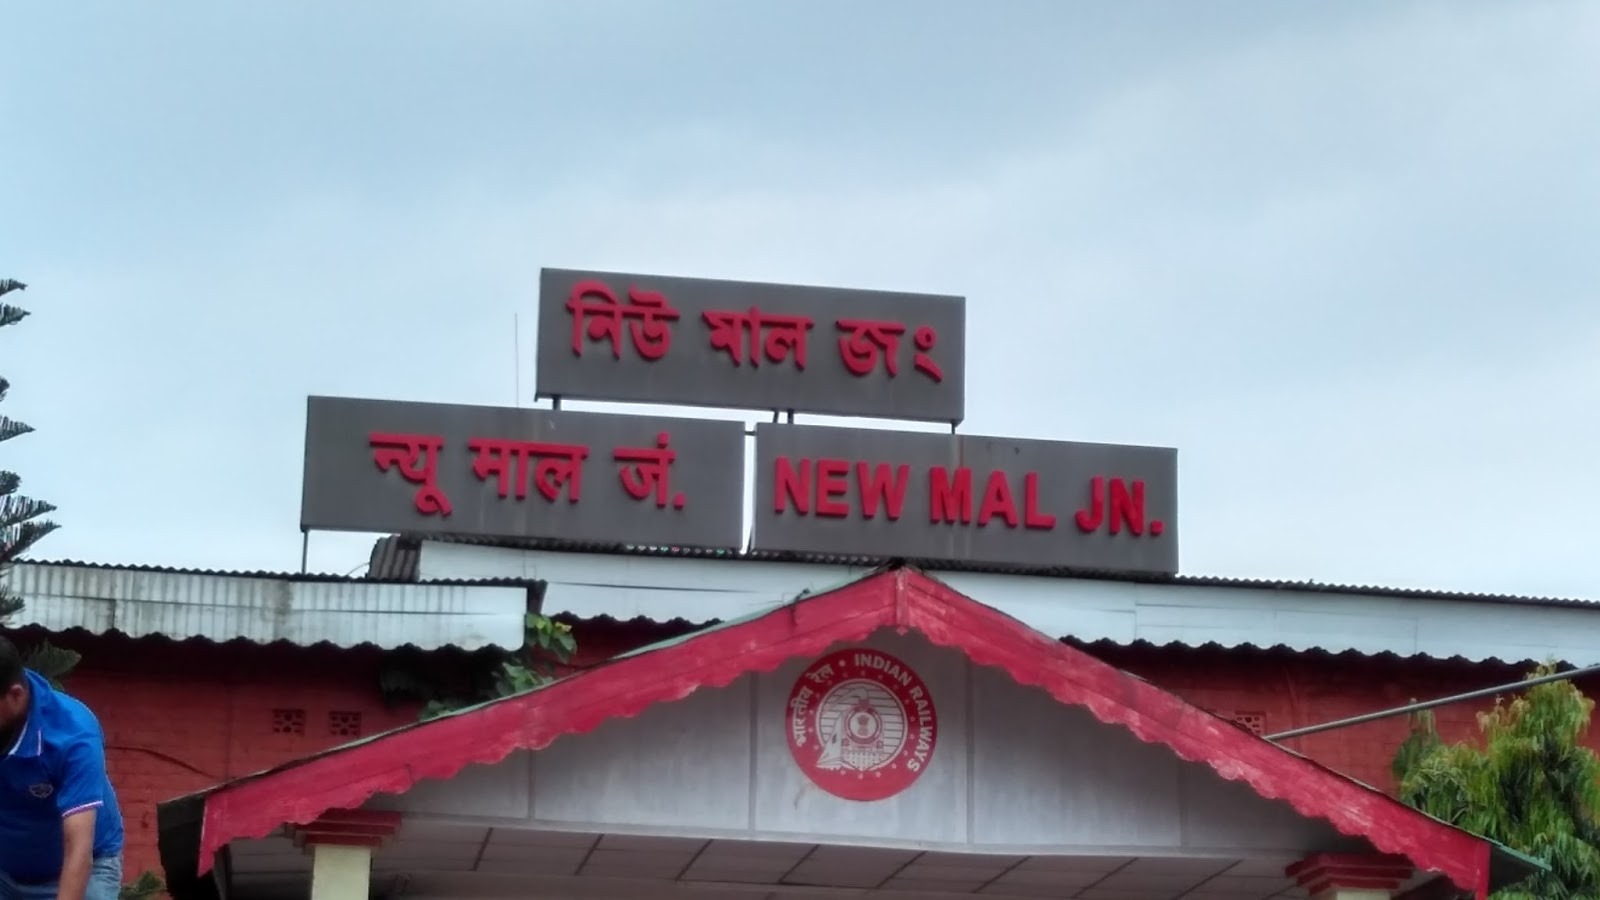 নিউ মাল জং
न्यू माल जं.
NEW MAL JN.
भारतीय रेल • INDIAN RAILWAYS